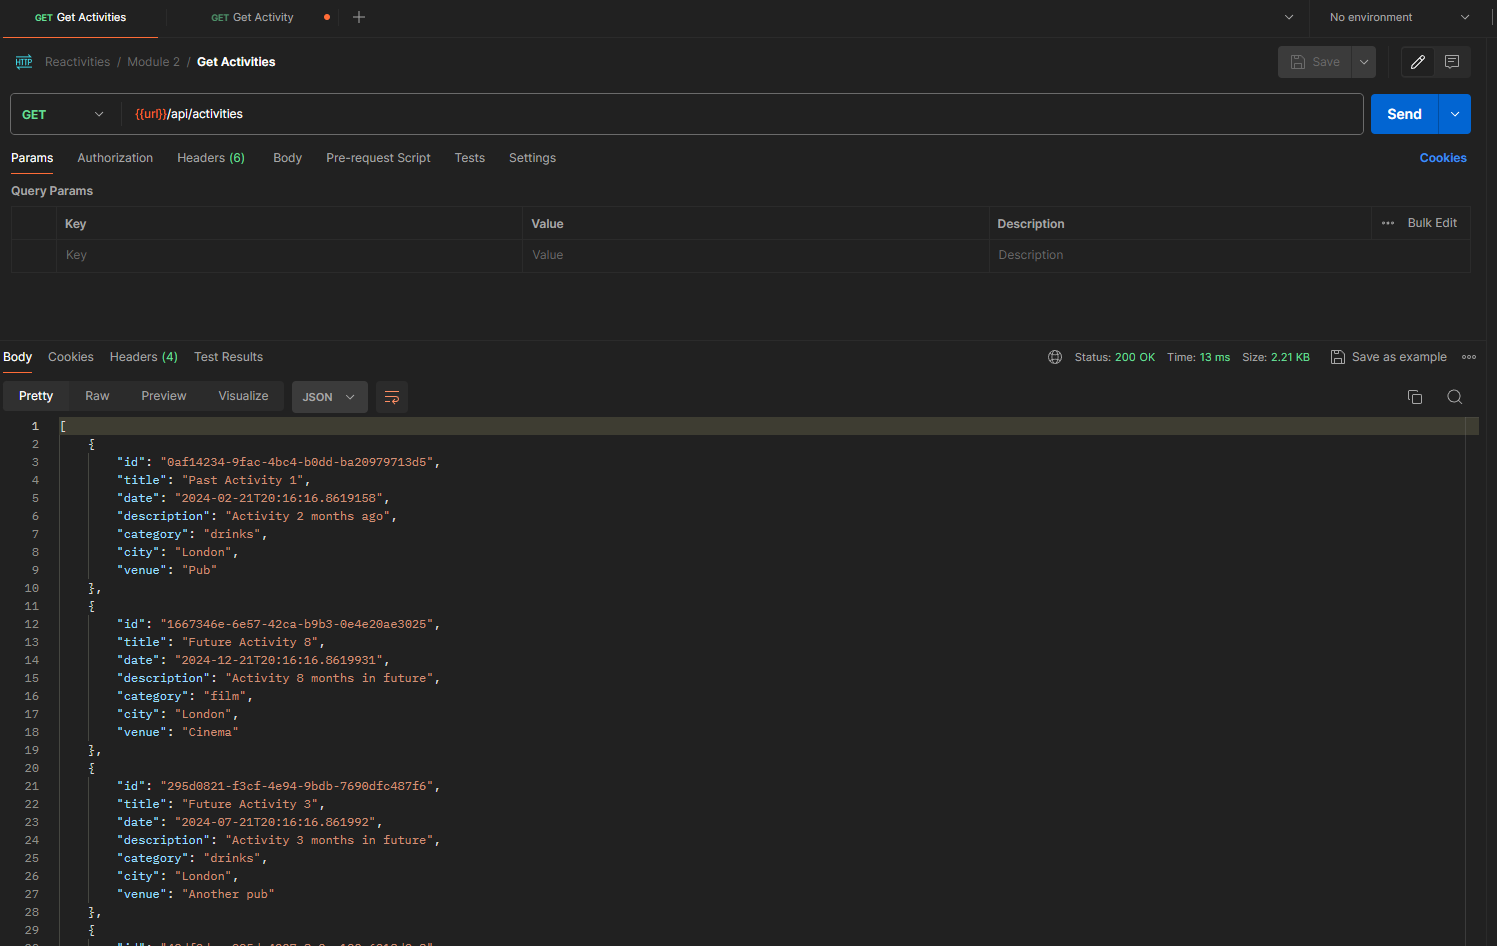 GET Get Activities
GET Get Activity
No environment
HTTP Reactivities / Module 2 / Get Activities
Save
GET {{url}}/api/activities
Send
Params Authorization Headers (6) Body Pre-request Script Tests Settings Cookies
Query Params
Key Value Description Bulk Edit
Key Value Description
Body Cookies Headers (4) Test Results Status: 200 OK Time: 13 ms Size: 2.21 KB Save as example
Pretty Raw Preview Visualize JSON
1 [
2 {
3 "id": "0af14234-9fac-4bc4-b0dd-ba20979713d5",
4 "title": "Past Activity 1",
5 "date": "2024-02-21T20:16:16.8619158",
6 "description": "Activity 2 months ago",
7 "category": "drinks",
8 "city": "London",
9 "venue": "Pub"
10 },
11 {
12 "id": "1667346e-6e57-42ca-b9b3-0e4e20ae3025",
13 "title": "Future Activity 8",
14 "date": "2024-12-21T20:16:16.8619931",
15 "description": "Activity 8 months in future",
16 "category": "film",
17 "city": "London",
18 "venue": "Cinema"
19 },
20 {
21 "id": "295d0821-f3cf-4e94-9bdb-7690dfc487f6",
22 "title": "Future Activity 3",
23 "date": "2024-07-21T20:16:16.861992",
24 "description": "Activity 3 months in future",
25 "category": "drinks",
26 "city": "London",
27 "venue": "Another pub"
28 },
29 {